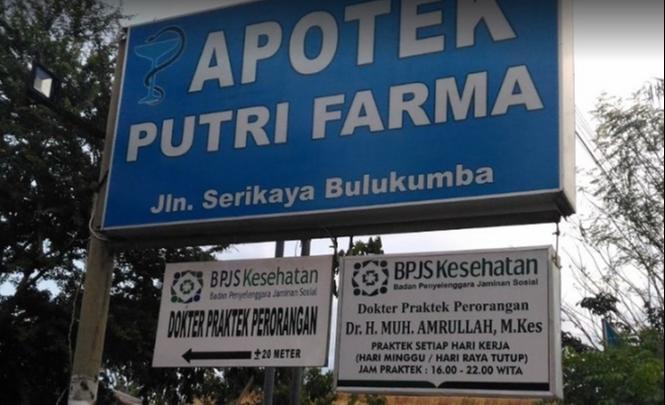 APOTEK
PUTRI FARMA
Jln. Serikaya Bulukumba
BPJS Kesehatan
Badan Penyelenggara Jaminan Sosial
DOKTER PRAKTEK PERORANGAN
±20 METER
BPJS Kesehatan
Badan Penyelenggara Jaminan Sosial
Dokter Praktek Perorangan
Dr. H. MUH. AMRULLAH, M.Kes
PRAKTEK SETIAP HARI KERJA
(HARI MINGGU / HARI RAYA TUTUP)
JAM PRAKTEK : 16.00 - 22.00 WITA